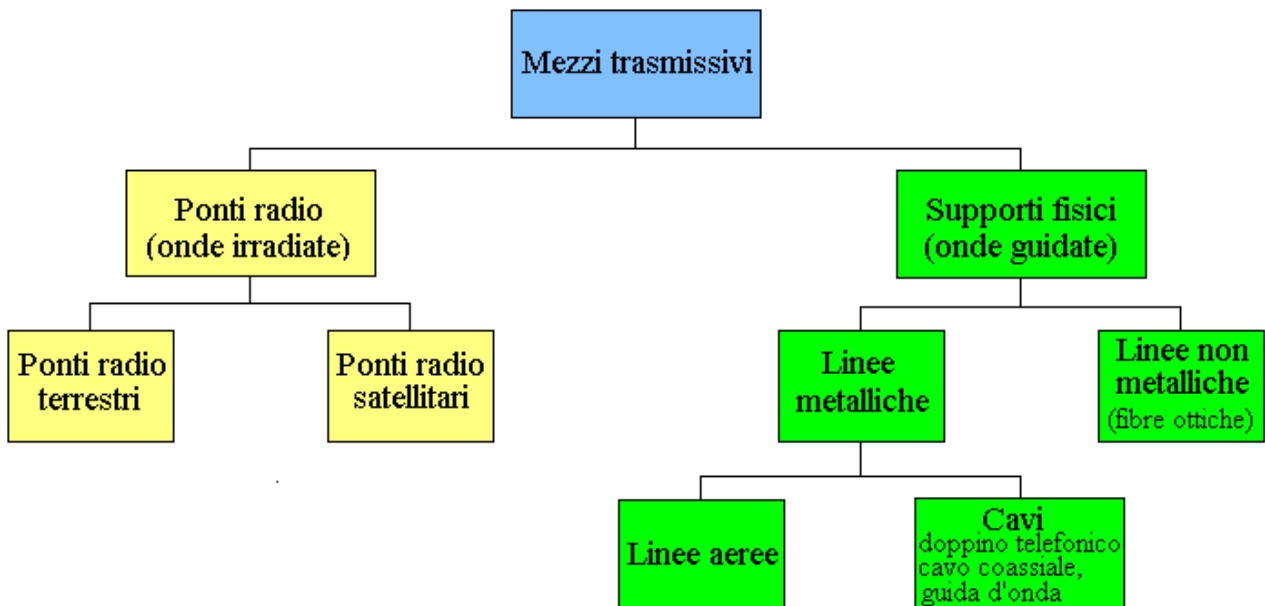 Mezzi trasmissivi
Ponti radio
(onde irradiate)
Supporti fisici
(onde guidate)
Ponti radio
terrestri
Ponti radio
satellitari
Linee
metalliche
Linee non
metalliche
(fibre ottiche)
Linee aeree
Cavi
doppino telefonico
cavo coassiale,
guida d'onda